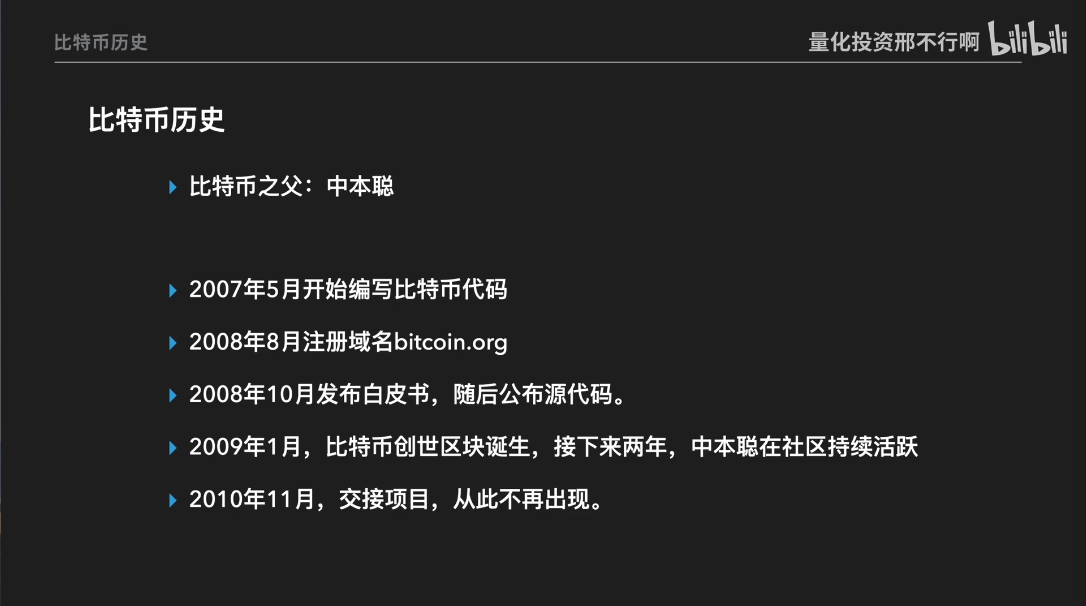 比特币历史
量化投资邢不行啊 bilibili
比特币历史
比特币之父：中本聪
2007年5月开始编写比特币代码
2008年8月注册域名bitcoin.org
2008年10月发布白皮书，随后公布源代码。
2009年1月，比特币创世区块诞生，接下来两年，中本聪在社区持续活跃
2010年11月，交接项目，从此不再出现。